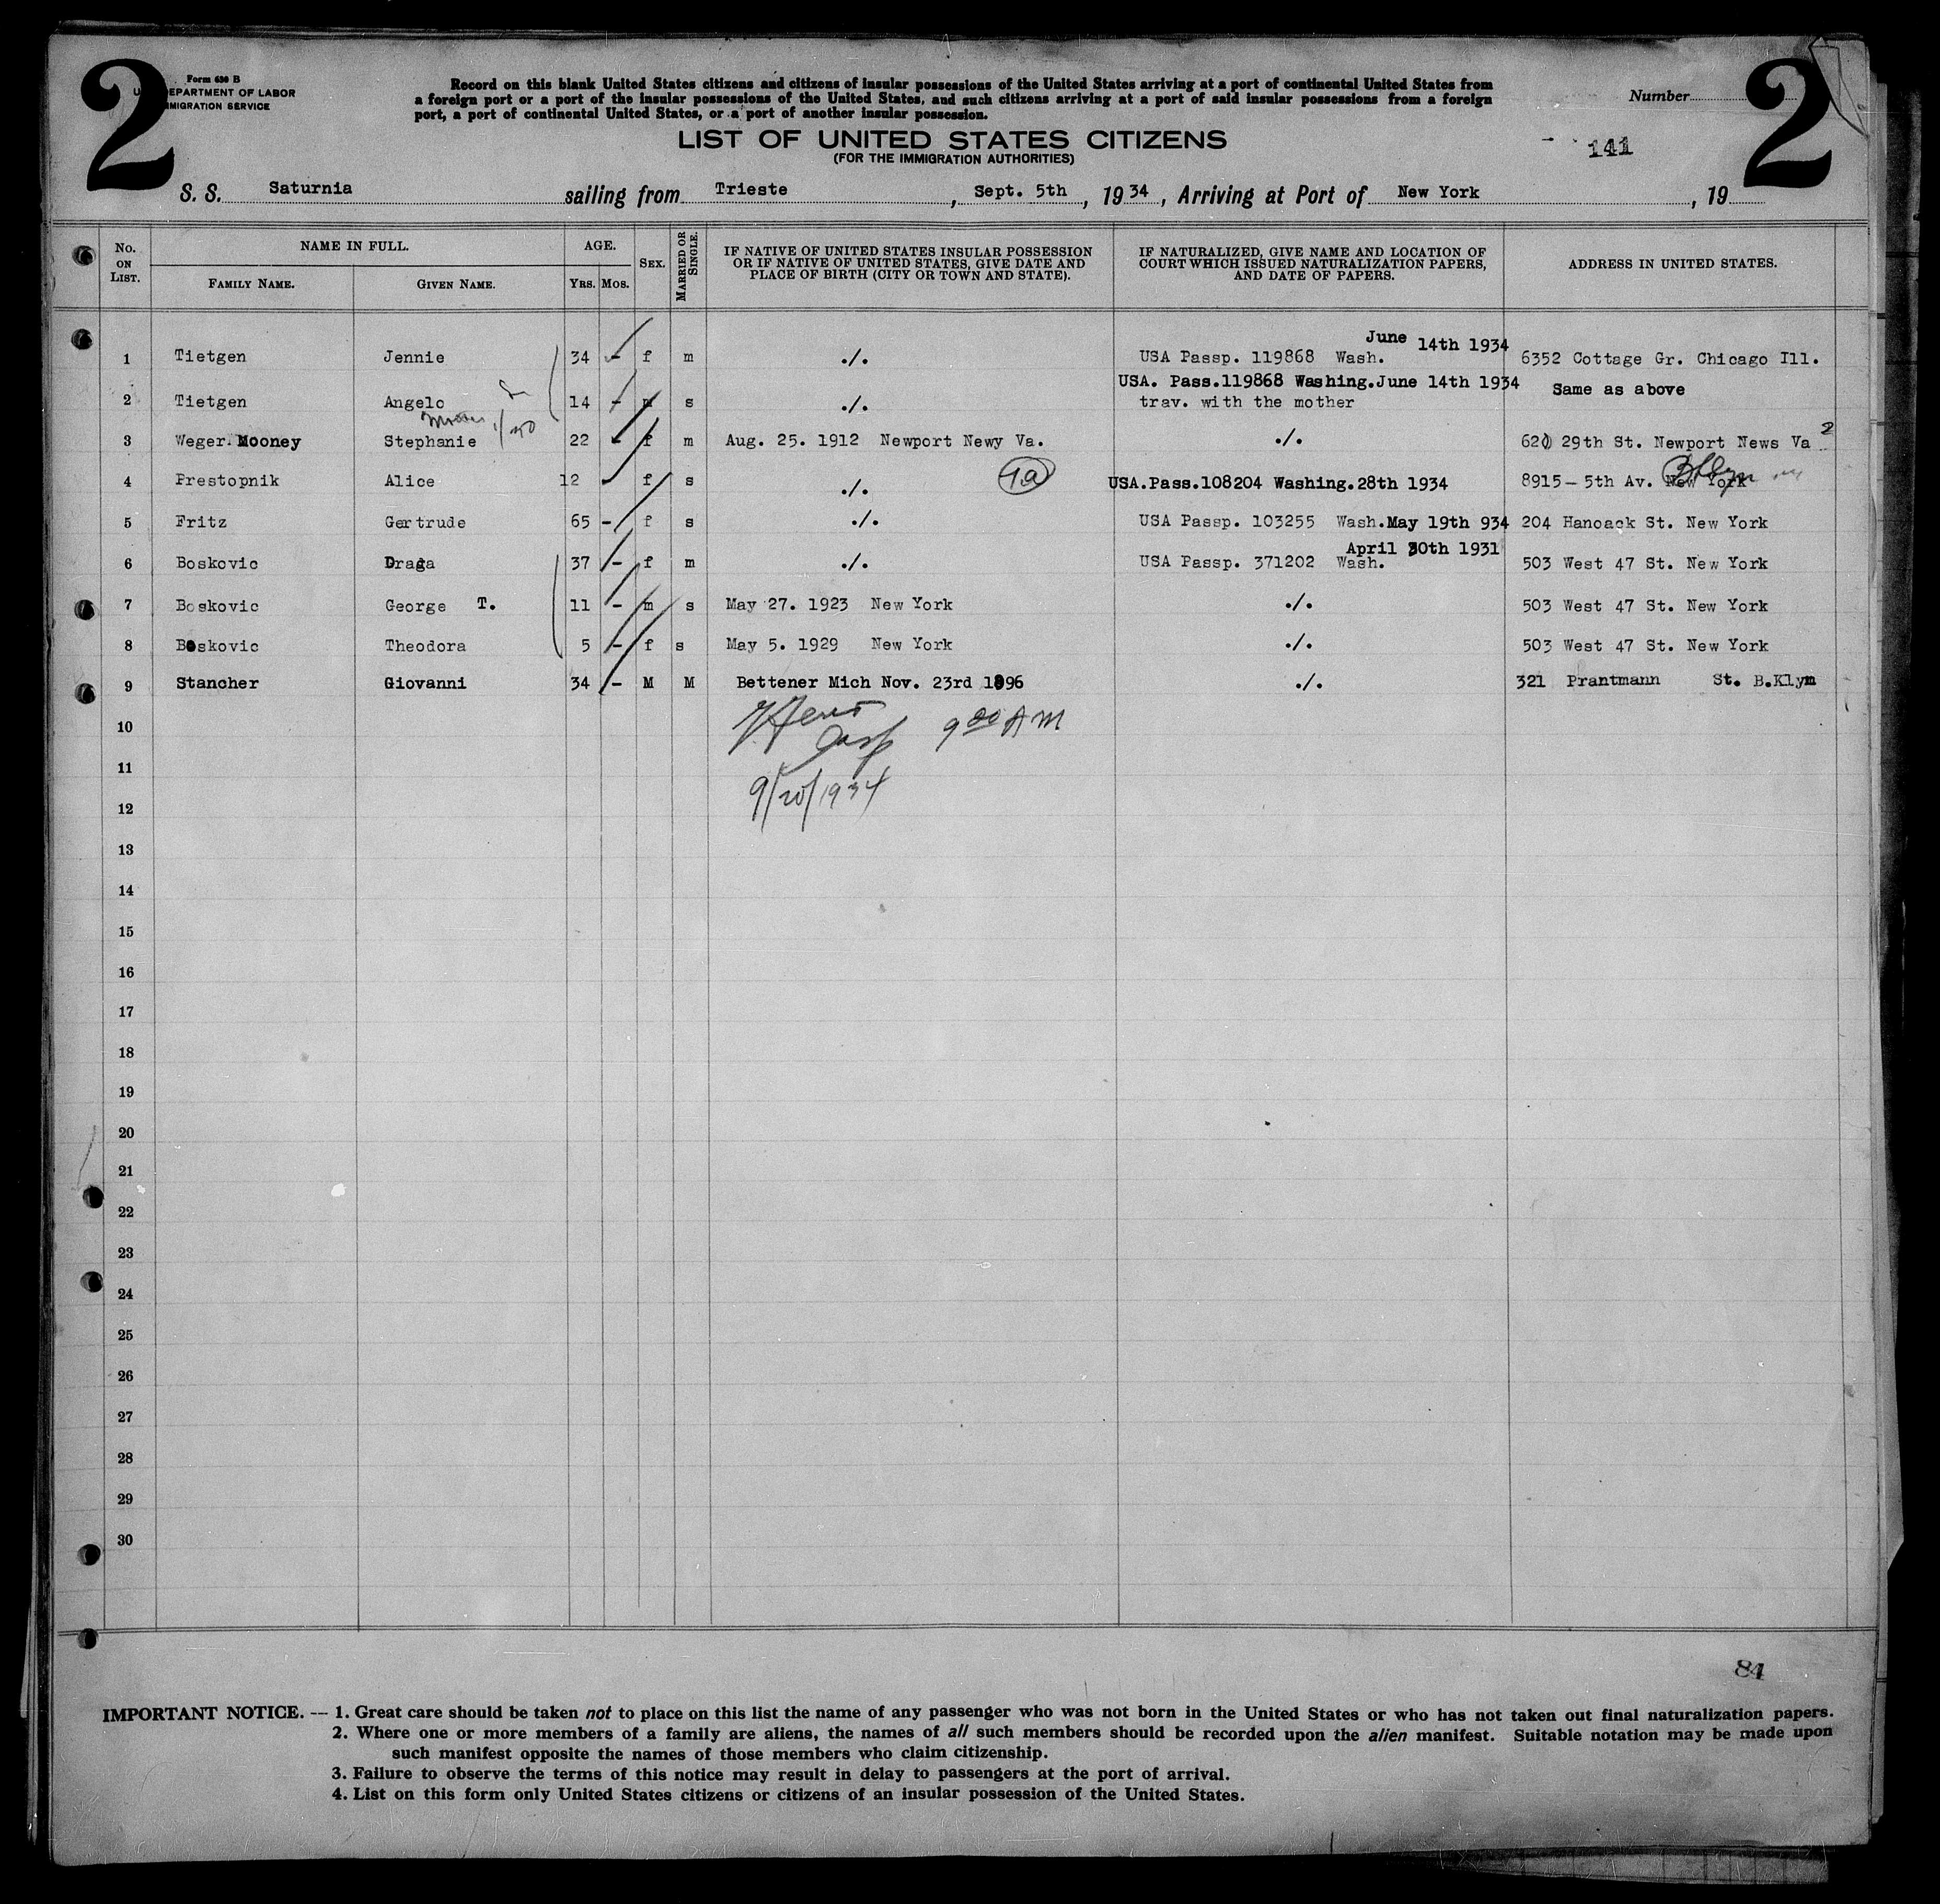 2
2
Form 630 B
DEPARTMENT OF LABOR
IMMIGRATION SERVICE
Record on this blank United States citizens and citizens of insular possessions of the United States arriving at a port of continental United States from
a foreign port or a port of the insular possessions of the United States, and such citizens arriving at a port of said insular possessions from a foreign
port, a port of continental United States, or a port of another insular possession.
Number
LIST OF UNITED STATES CITIZENS
(FOR THE IMMIGRATION AUTHORITIES)
141
S. S. Saturnia sailing from Trieste, Sept. 5th, 1934, Arriving at Port of New York, 19
No. ON LIST.
NAME IN FULL.
FAMILY NAME. GIVEN NAME.
AGE.
YRS. MOS.
SEX.
MARRIED OR SINGLE.
IF NATIVE OF UNITED STATES INSULAR POSSESSION
OR IF NATIVE OF UNITED STATES, GIVE DATE AND
PLACE OF BIRTH (CITY OR TOWN AND STATE).
IF NATURALIZED, GIVE NAME AND LOCATION OF
COURT WHICH ISSUED NATURALIZATION PAPERS,
AND DATE OF PAPERS.
ADDRESS IN UNITED STATES.
1 Tietgen Jennie 34 - f m ./. USA Passp. 119868 Wash. June 14th 1934 6352 Cottage Gr. Chicago Ill.
2 Tietgen Angelo 14 - m s ./. USA. Pass.119868 Washing.June 14th 1934 Same as above
trav. with the mother
3 Weger. Mooney Stephanie 22 - f m Aug. 25. 1912 Newport Newy Va. ./. 620 29th St. Newport News Va
4 Prestopnik Alice 12 f s ./. USA.Pass.108204 Washing.28th 1934 8915- 5th Av. New York Bklyn
5 Fritz Gertrude 65 - f s ./. USA Passp. 103255 Wash.May 19th 934 204 Hanoack St. New York
6 Boskovic Draga 37 - f m ./. USA Passp. 371202 Wash. April 30th 1931 503 West 47 St. New York
7 Boskovic George T. 11 - m s May 27. 1923 New York ./. 503 West 47 St. New York
8 Boskovic Theodora 5 - f s May 5. 1929 New York ./. 503 West 47 St. New York
9 Stancher Giovanni 34 - M M Bettener Mich Nov. 23rd 1896 ./. 321 Prantmann St. B.Klyn
10
9 00 AM
11
12
9/20/1934
13
14
15
16
17
18
19
20
21
22
23
24
25
26
27
28
29
30
84
IMPORTANT NOTICE. — 1. Great care should be taken not to place on this list the name of any passenger who was not born in the United States or who has not taken out final naturalization papers.
2. Where one or more members of a family are aliens, the names of all such members should be recorded upon the alien manifest. Suitable notation may be made upon
such manifest opposite the names of those members who claim citizenship.
3. Failure to observe the terms of this notice may result in delay to passengers at the port of arrival.
4. List on this form only United States citizens or citizens of an insular possession of the United States.